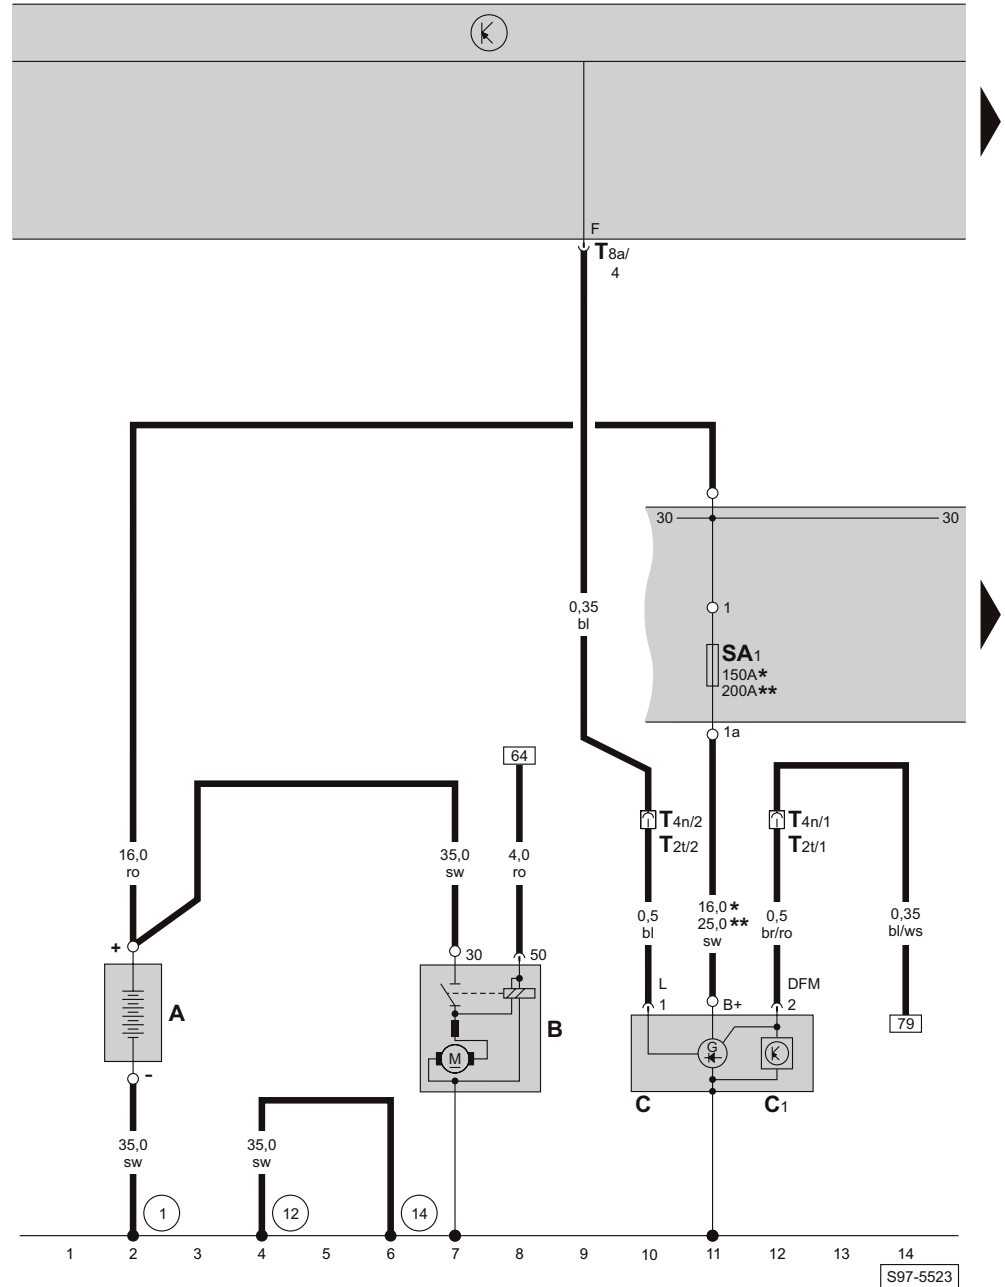 F
T8a/
4
30
30
0,35
bl
1
SA1
150A*
200A**
1a
64
T4n/2
T2t/2
T4n/1
T2t/1
16,0
ro
35,0
sw
4,0
ro
0,5
bl
16,0 *
25,0 **
sw
0,5
br/ro
0,35
bl/ws
+
30
50
L
1
B+
DFM
2
A
B
79
G
M
-
C
C1
35,0
sw
35,0
sw
1
12
14
1 2 3 4 5 6 7 8 9 10 11 12 13 14
S97-5523